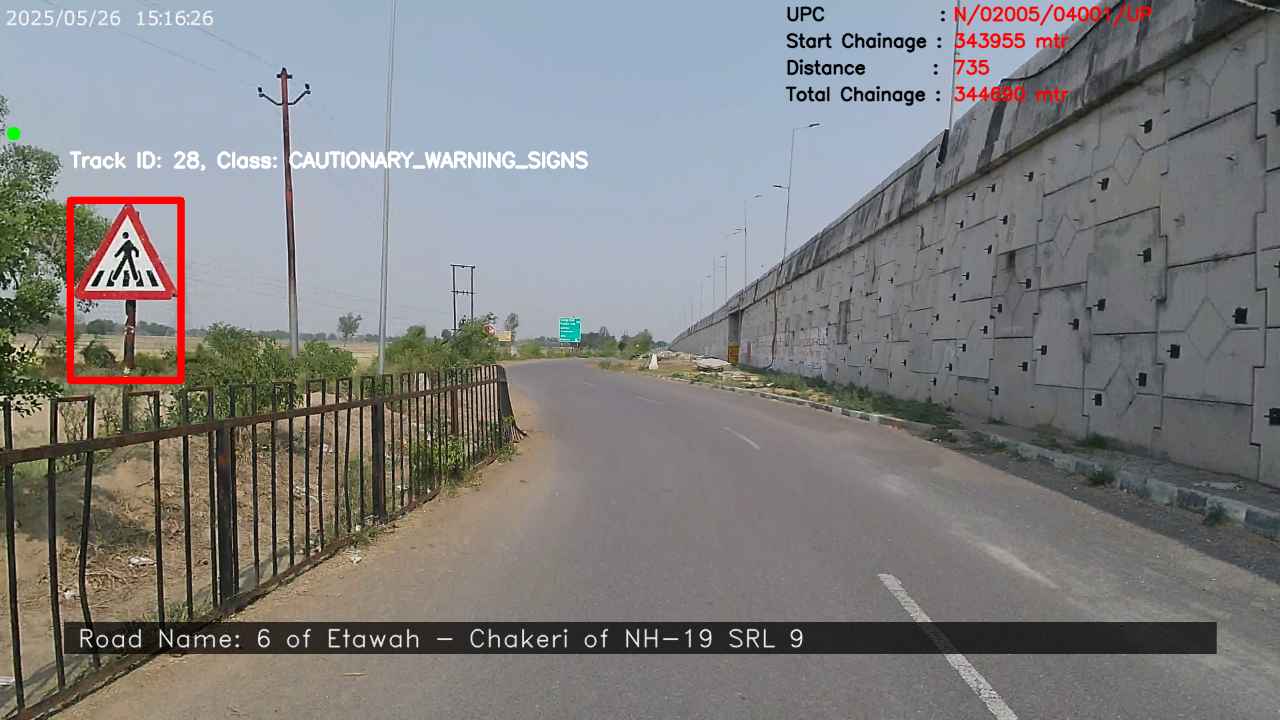 2025/05/26 15:16:26
UPC : N/02005/04001/UP
Start Chainage : 343955 mtr
Distance : 735
Total Chainage : 344690 mtr
Track ID: 28, Class: CAUTIONARY_WARNING_SIGNS
Road Name: 6 of Etawah - Chakeri of NH-19 SRL 9